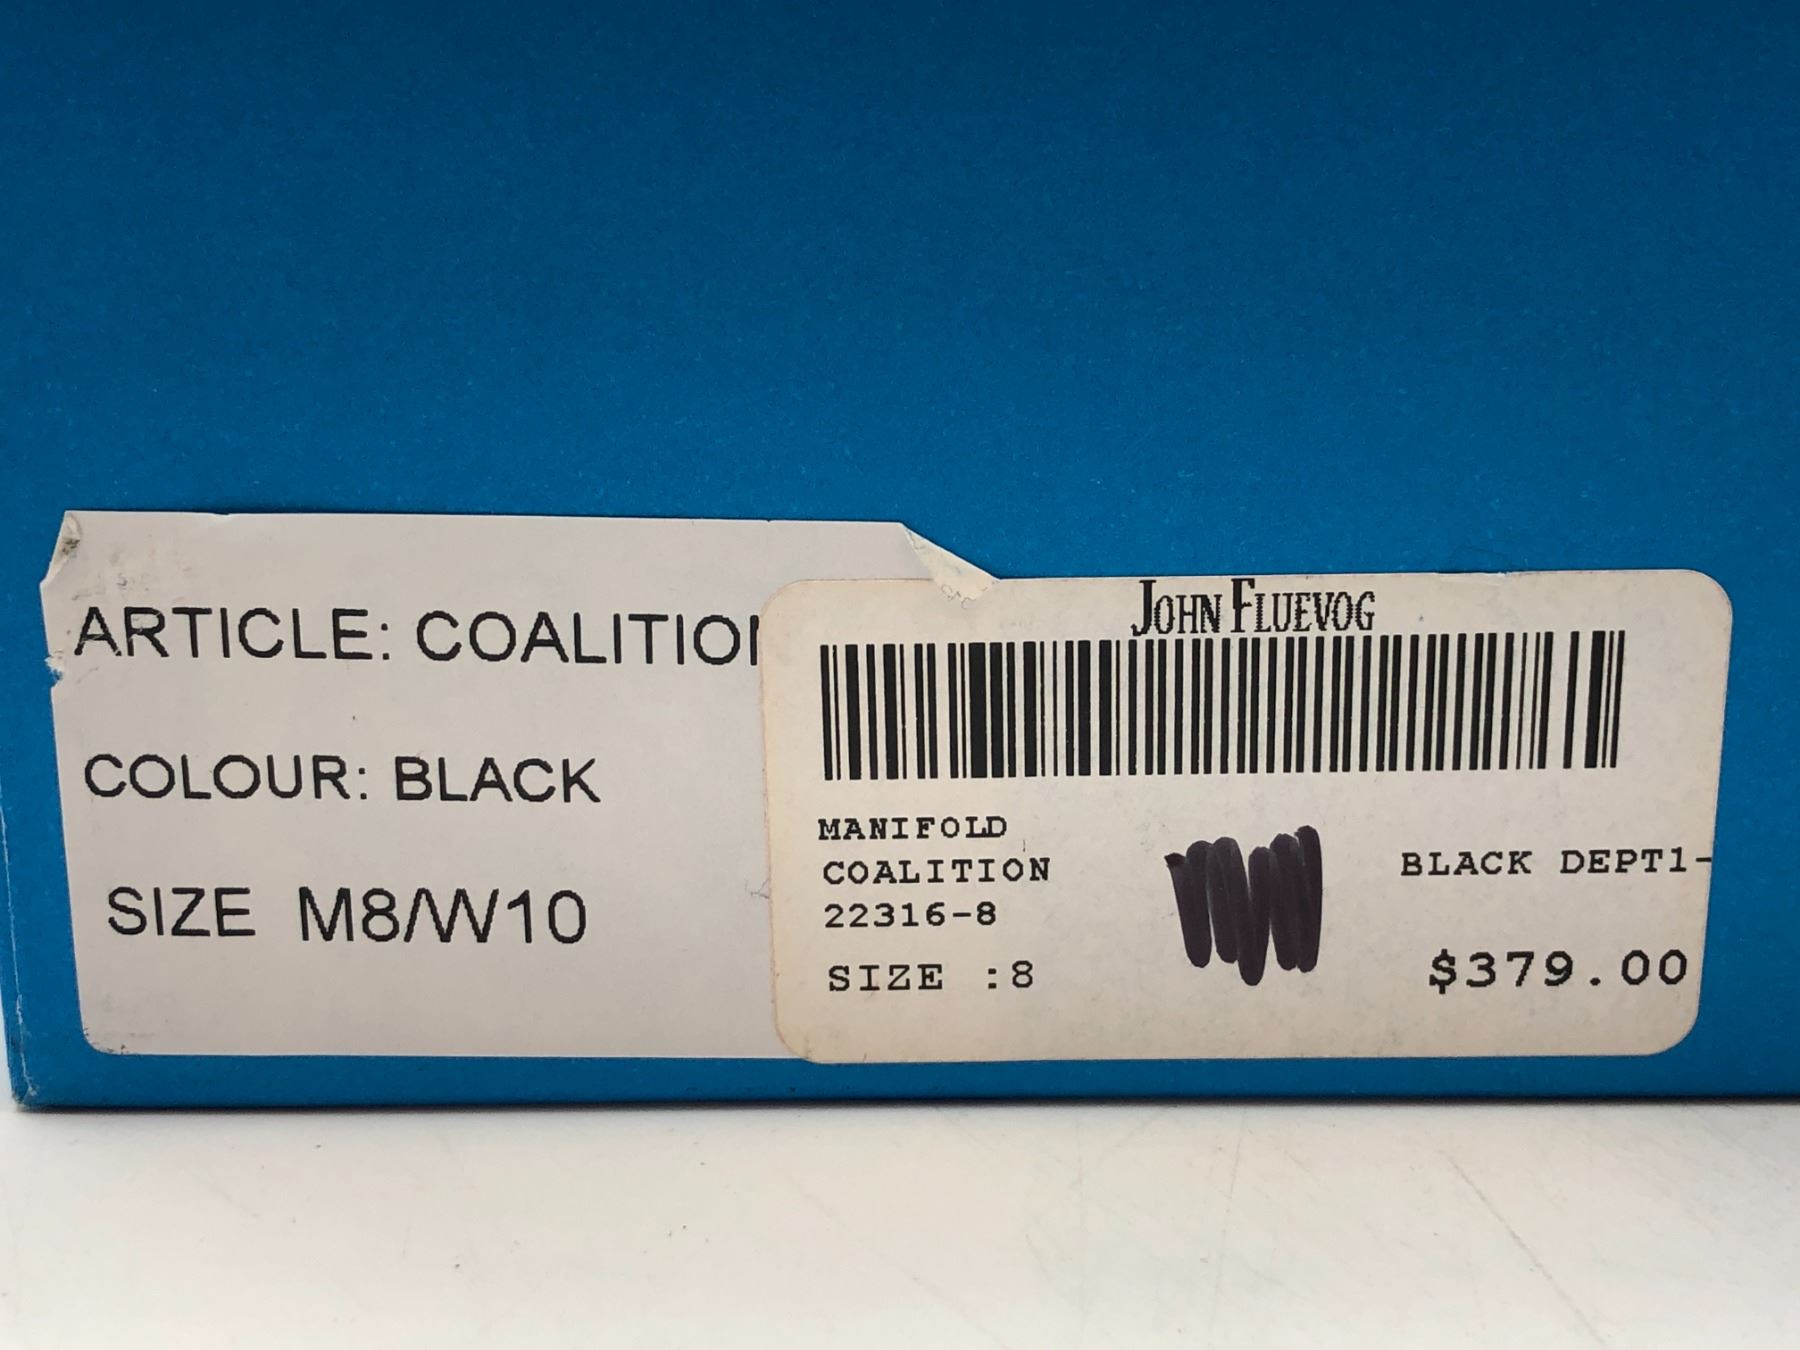 ARTICLE: COALITION
COLOUR: BLACK
SIZE M8/W10
JOHN FLUEVOG
MANIFOLD
COALITION
22316-8
BLACK DEPT1-
SIZE :8
$379.00